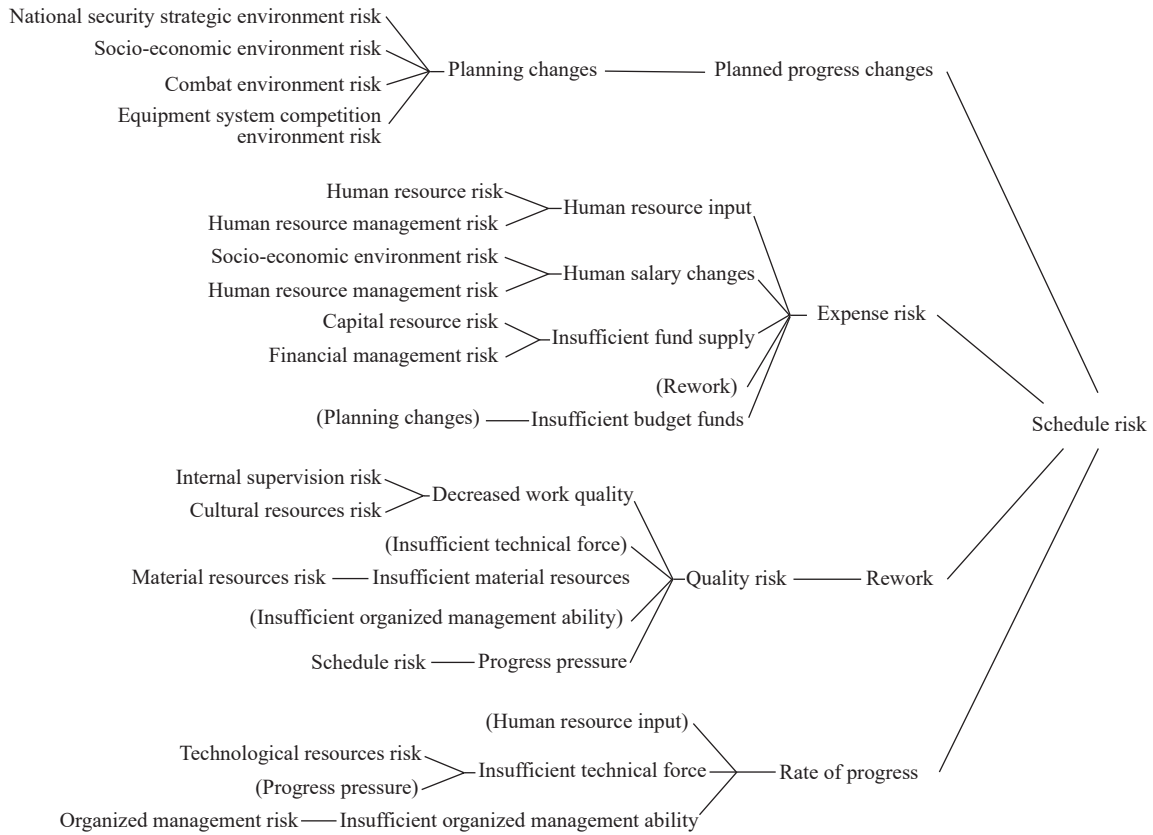 National security strategic environment risk
Socio-economic environment risk
Combat environment risk
Equipment system competition
environment risk
Planning changes
Planned progress changes
Human resource risk
Human resource management risk
Human resource input
Socio-economic environment risk
Human resource management risk
Human salary changes
Capital resource risk
Financial management risk
Insufficient fund supply
(Rework)
(Planning changes)
Insufficient budget funds
Expense risk
Schedule risk
Internal supervision risk
Cultural resources risk
Decreased work quality
(Insufficient technical force)
Material resources risk
Insufficient material resources
(Insufficient organized management ability)
Schedule risk
Progress pressure
Quality risk
Rework
(Human resource input)
Technological resources risk
(Progress pressure)
Insufficient technical force
Organized management risk
Insufficient organized management ability
Rate of progress